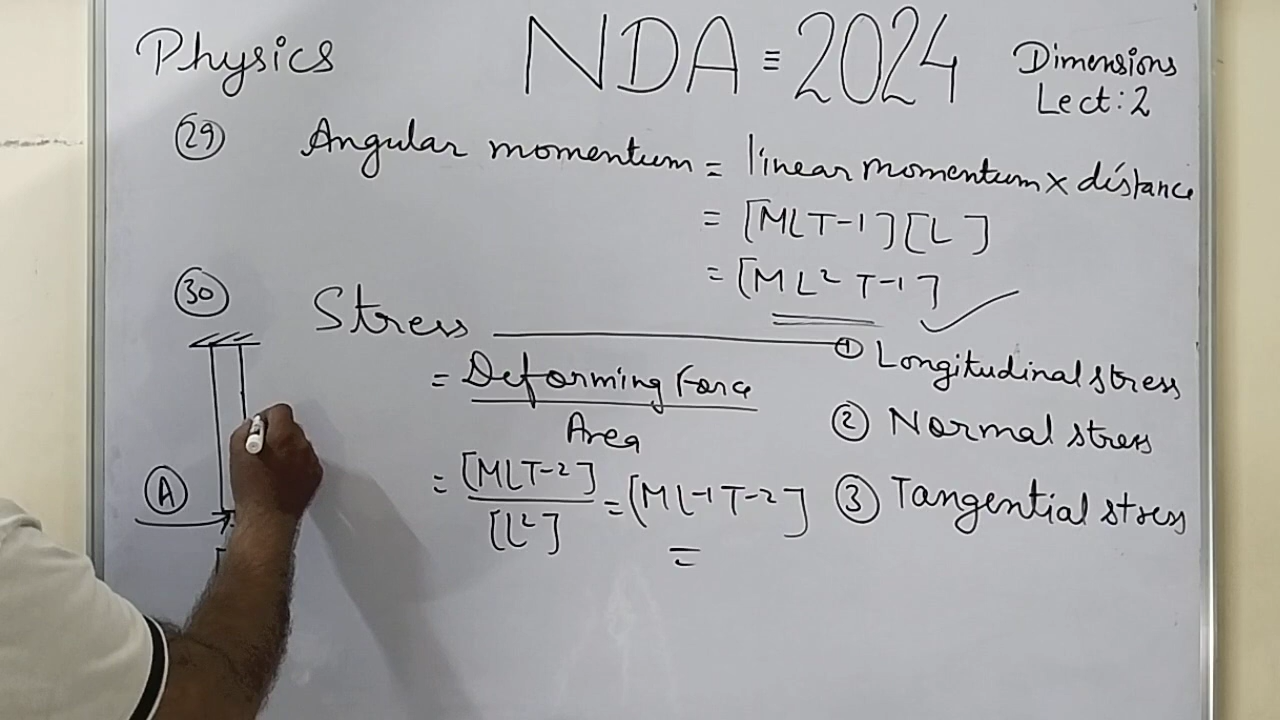 Physics
NDA = 2024
Dimensions
Lect: 2
29 Angular momentum = linear momentum × distance
= [MLT-1][L]
= [ML2 T-1]
30 Stress
= Deforming Force
Area
= [MLT-2] = [ML-1T-2]
[L2]
1 Longitudinal stress
2 Normal stress
3 Tangential stress
A